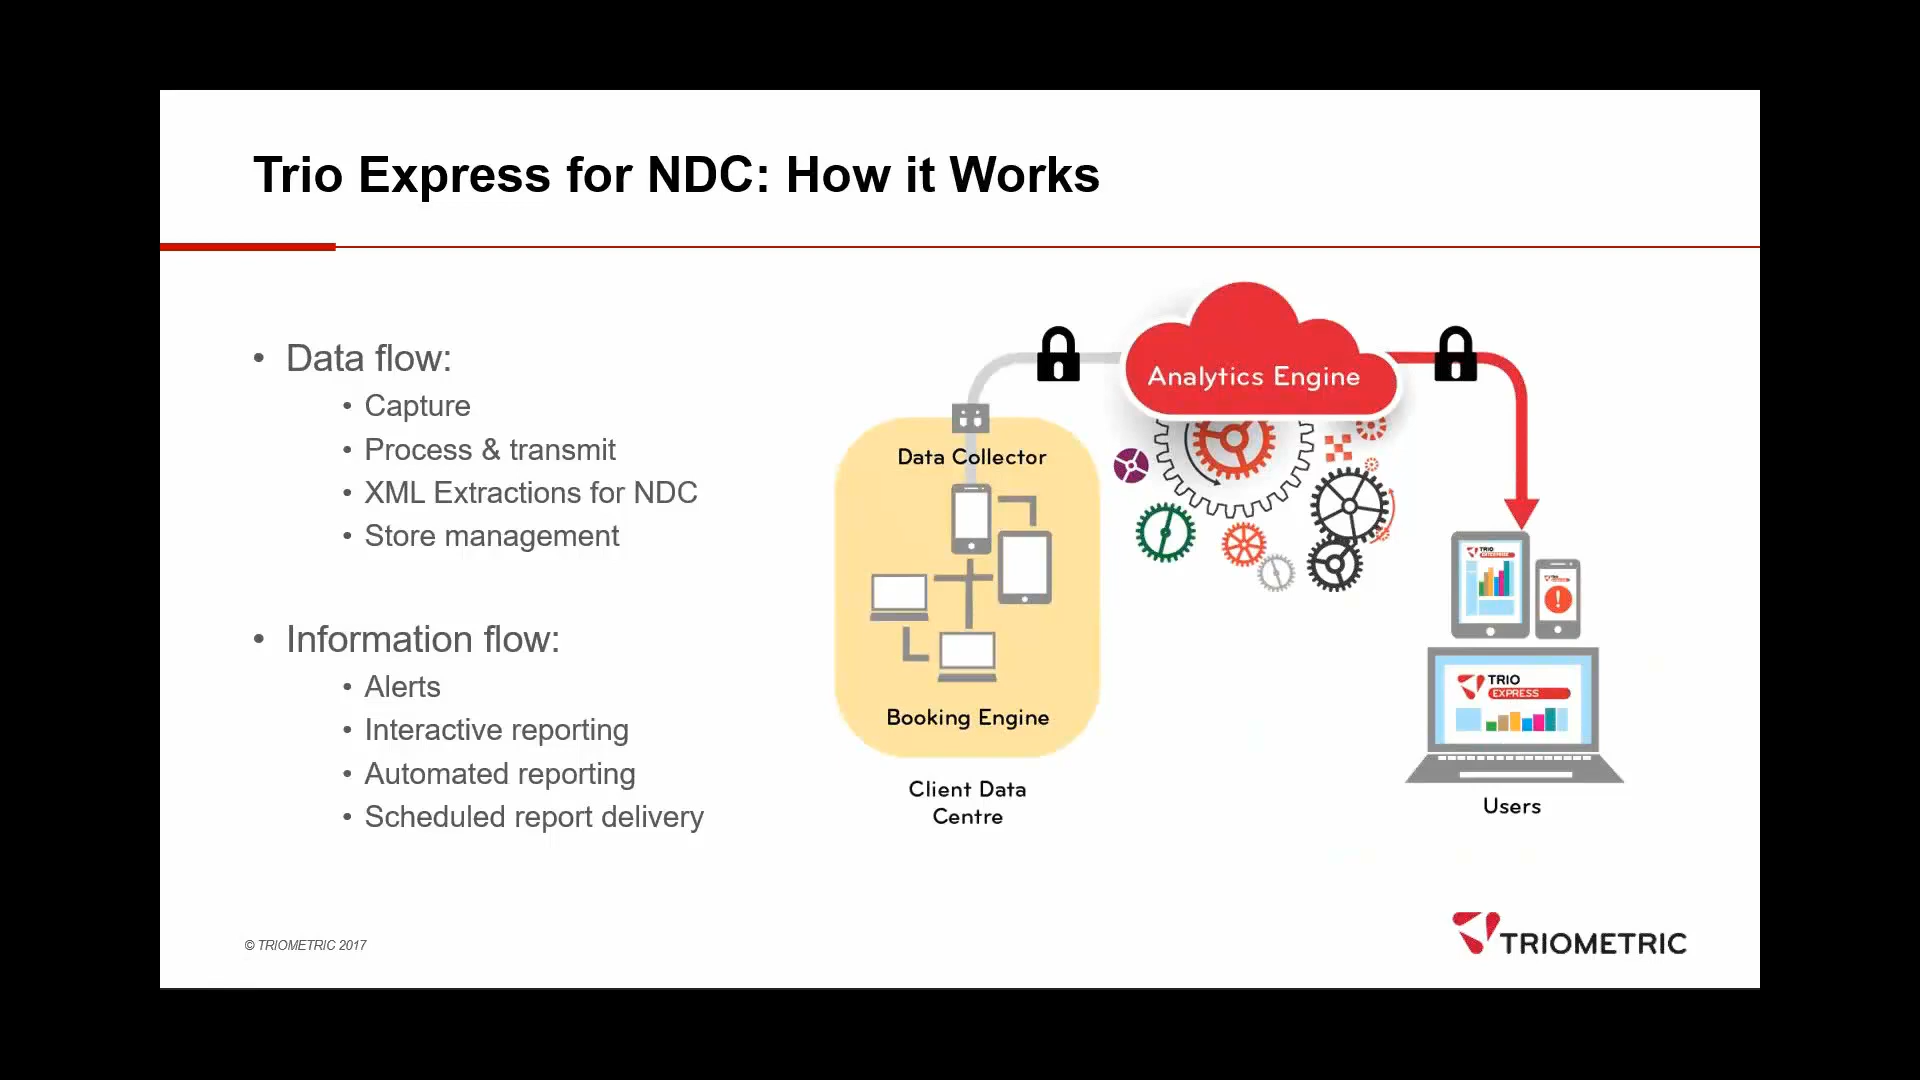 Trio Express for NDC: How it Works
• Data flow:
• Capture
• Process & transmit
• XML Extractions for NDC
• Store management
• Information flow:
• Alerts
• Interactive reporting
• Automated reporting
• Scheduled report delivery
Analytics Engine
Data Collector
Booking Engine
Client Data
Centre
TRIO
TRIO
EXPRESS
Users
© TRIOMETRIC 2017
TRIOMETRIC